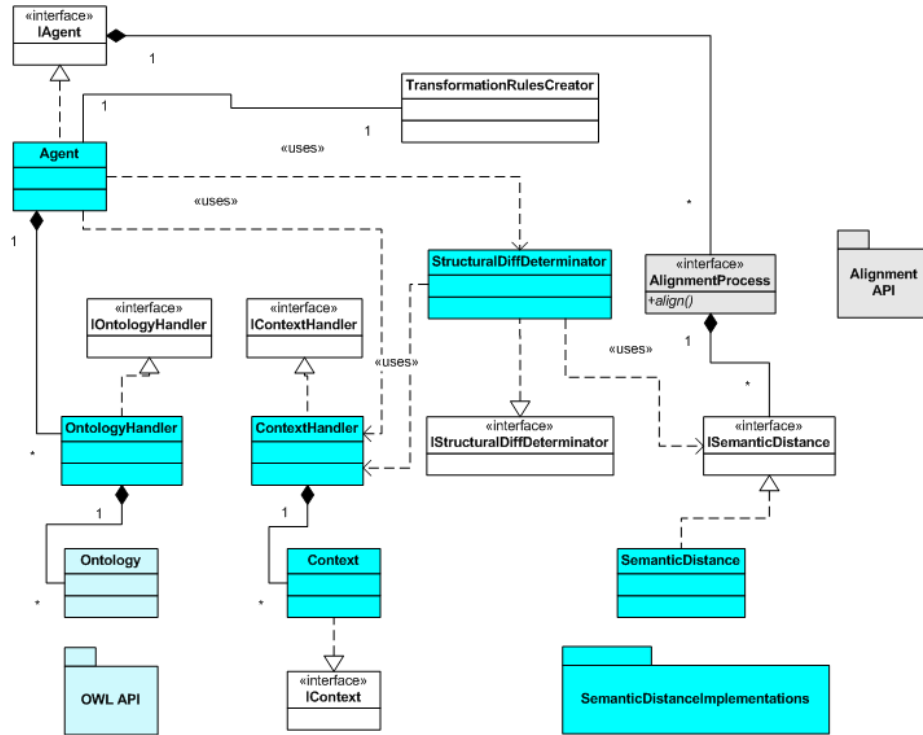 «interface»
IAgent
1
TransformationRulesCreator
1
1
«uses»
Agent
«uses»
1
*
StructuralDiffDeterminator
«interface»
AlignmentProcess
+align()
Alignment
API
«interface»
IOntologyHandler
«interface»
IContextHandler
«uses»
«uses»
1
*
OntologyHandler
*
ContextHandler
«interface»
IStructuralDiffDeterminator
«interface»
ISemanticDistance
1
1
Ontology
*
Context
*
SemanticDistance
OWL API
«interface»
IContext
SemanticDistanceImplementations